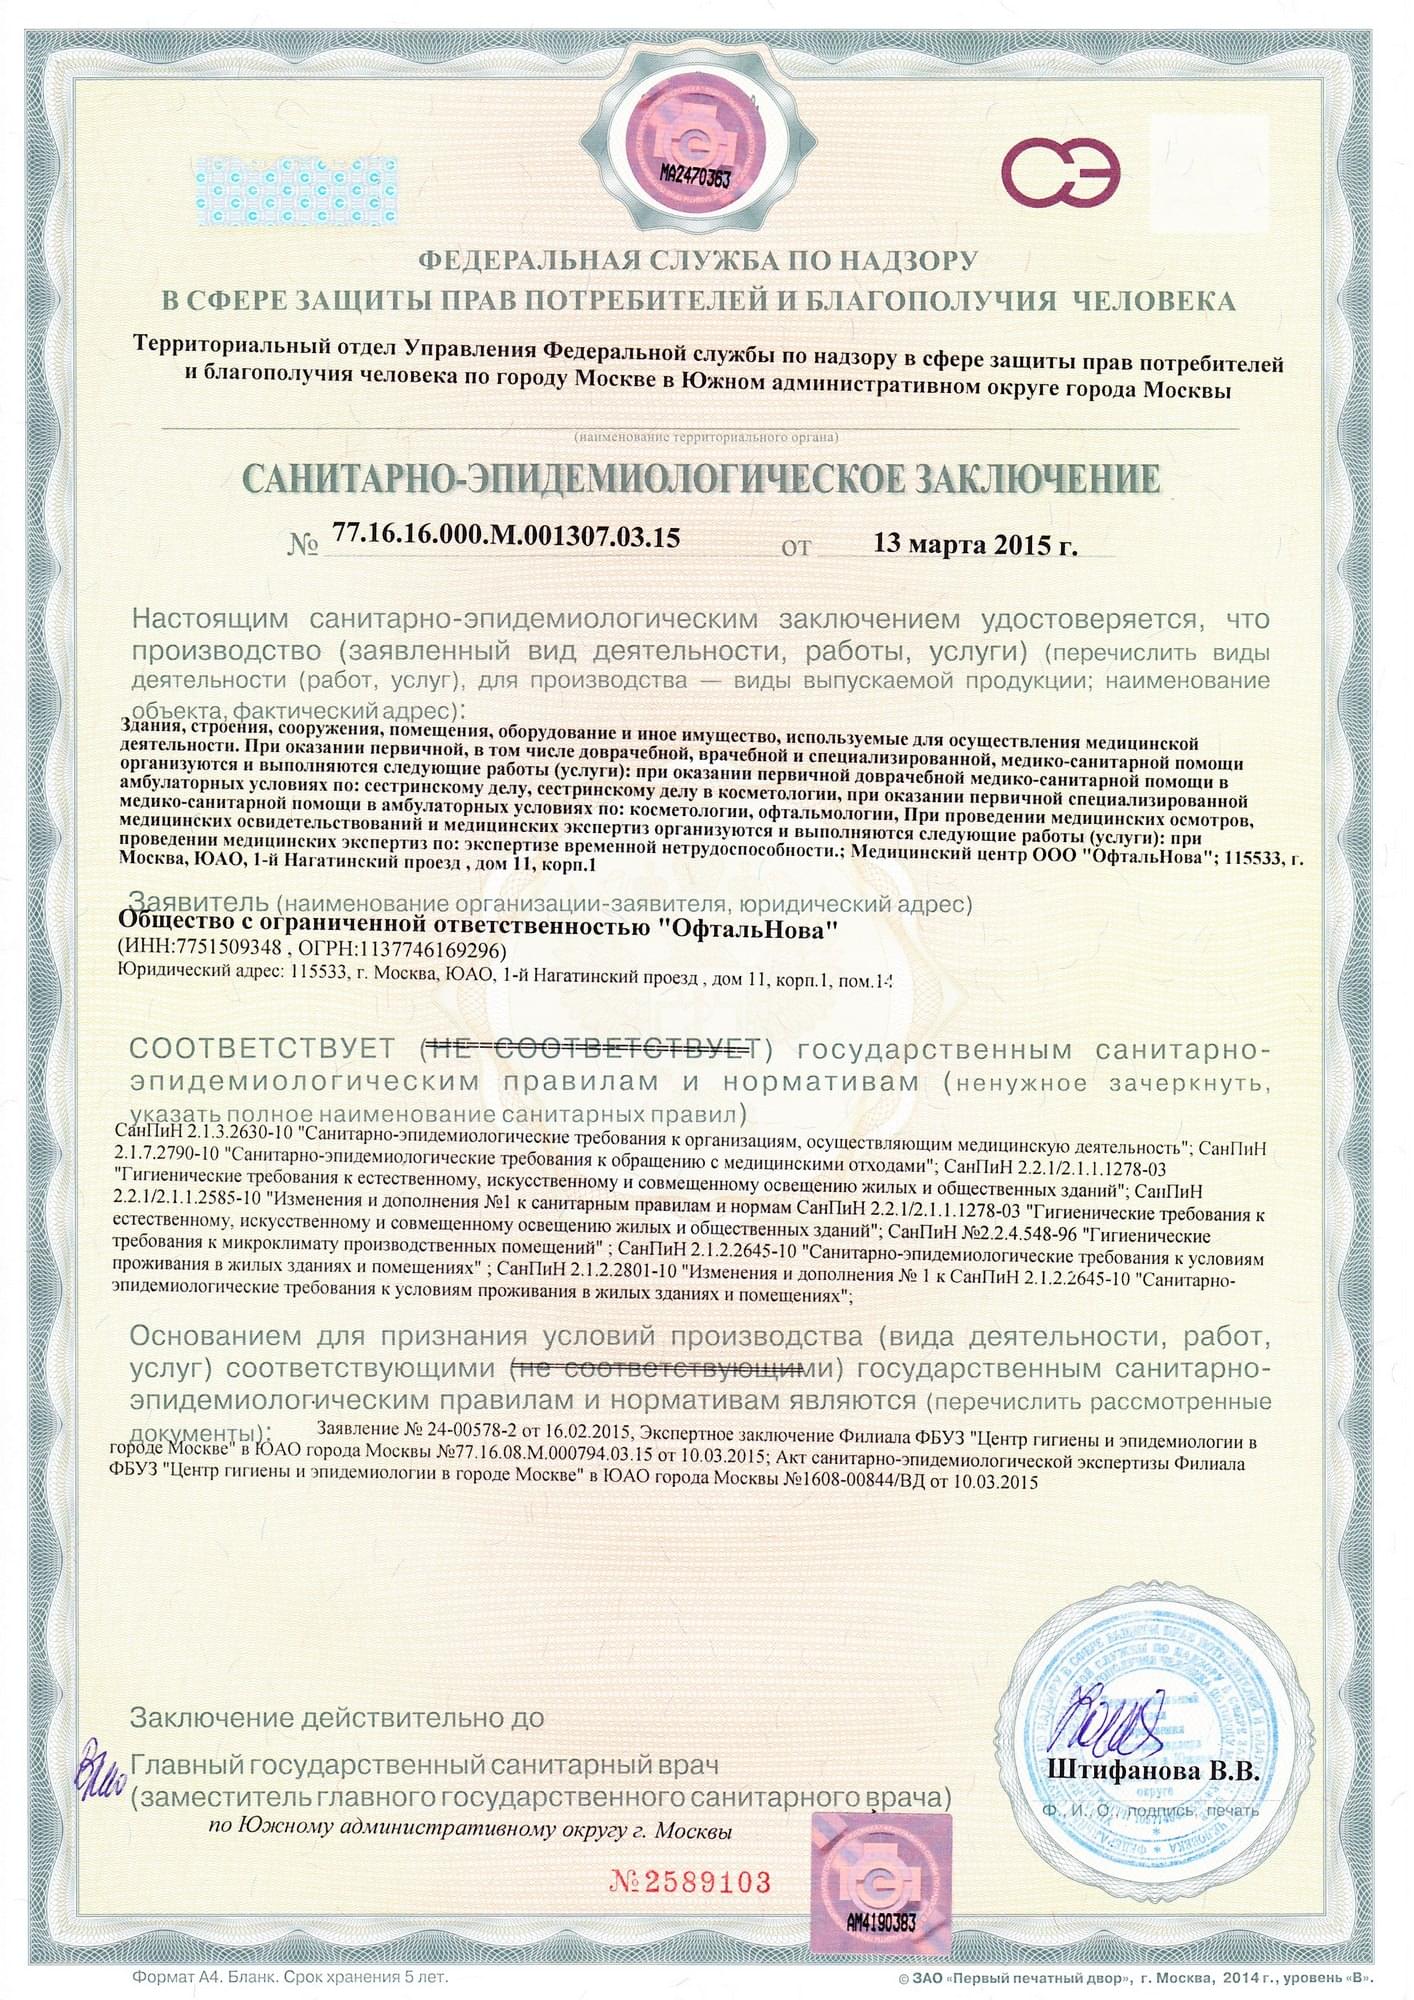 МА2470363
СЭ
ФЕДЕРАЛЬНАЯ СЛУЖБА ПО НАДЗОРУ
В СФЕРЕ ЗАЩИТЫ ПРАВ ПОТРЕБИТЕЛЕЙ И БЛАГОПОЛУЧИЯ ЧЕЛОВЕКА
Территориальный отдел Управления Федеральной службы по надзору в сфере защиты прав потребителей
и благополучия человека по городу Москве в Южном административном округе города Москвы
(наименование территориального органа)
САНИТАРНО-ЭПИДЕМИОЛОГИЧЕСКОЕ ЗАКЛЮЧЕНИЕ
№ 77.16.16.000.М.001307.03.15 от 13 марта 2015 г.
Настоящим санитарно-эпидемиологическим заключением удостоверяется, что
производство (заявленный вид деятельности, работы, услуги) (перечислить виды
деятельности (работ, услуг), для производства — виды выпускаемой продукции; наименование
объекта, фактический адрес):
Здания, строения, сооружения, помещения, оборудование и иное имущество, используемые для осуществления медицинской
деятельности. При оказании первичной, в том числе доврачебной, врачебной и специализированной, медико-санитарной помощи
организуются и выполняются следующие работы (услуги): при оказании первичной доврачебной медико-санитарной помощи в
амбулаторных условиях по: сестринскому делу, сестринскому делу в косметологии, при оказании первичной специализированной
медико-санитарной помощи в амбулаторных условиях по: косметологии, офтальмологии, При проведении медицинских осмотров,
медицинских освидетельствований и медицинских экспертиз организуются и выполняются следующие работы (услуги): при
проведении медицинских экспертиз по: экспертизе временной нетрудоспособности.; Медицинский центр ООО "ОфтальНова"; 115533, г.
Москва, ЮАО, 1-й Нагатинский проезд , дом 11, корп.1
Заявитель (наименование организации-заявителя, юридический адрес)
Общество с ограниченной ответственностью "ОфтальНова"
(ИНН:7751509348 , ОГРН:1137746169296)
Юридический адрес: 115533, г. Москва, ЮАО, 1-й Нагатинский проезд , дом 11, корп.1, пом.14
СООТВЕТСТВУЕТ (НЕ СООТВЕТСТВУЕТ) государственным санитарно-
эпидемиологическим правилам и нормативам (ненужное зачеркнуть,
указать полное наименование санитарных правил)
СанПиН 2.1.3.2630-10 "Санитарно-эпидемиологические требования к организациям, осуществляющим медицинскую деятельность"; СанПиН
2.1.7.2790-10 "Санитарно-эпидемиологические требования к обращению с медицинскими отходами"; СанПиН 2.2.1/2.1.1.1278-03
"Гигиенические требования к естественному, искусственному и совмещенному освещению жилых и общественных зданий"; СанПиН
2.2.1/2.1.1.2585-10 "Изменения и дополнения №1 к санитарным правилам и нормам СанПиН 2.2.1/2.1.1.1278-03 "Гигиенические требования к
естественному, искусственному и совмещенному освещению жилых и общественных зданий"; СанПиН №2.2.4.548-96 "Гигиенические
требования к микроклимату производственных помещений" ; СанПиН 2.1.2.2645-10 "Санитарно-эпидемиологические требования к условиям
проживания в жилых зданиях и помещениях" ; СанПиН 2.1.2.2801-10 "Изменения и дополнения № 1 к СанПиН 2.1.2.2645-10 "Санитарно-
эпидемиологические требования к условиям проживания в жилых зданиях и помещениях";
Основанием для признания условий производства (вида деятельности, работ,
услуг) соответствующими (не соответствующими) государственным санитарно-
эпидемиологическим правилам и нормативам являются (перечислить рассмотренные
документы):
Заявление № 24-00578-2 от 16.02.2015, Экспертное заключение Филиала ФБУЗ "Центр гигиены и эпидемиологии в
городе Москве" в ЮАО города Москвы №77.16.08.М.000794.03.15 от 10.03.2015; Акт санитарно-эпидемиологической экспертизы Филиала
ФБУЗ "Центр гигиены и эпидемиологии в городе Москве" в ЮАО города Москвы №1608-00844/ВД от 10.03.2015
Заключение действительно до
Главный государственный санитарный врач
(заместитель главного государственного санитарного врача)
по Южному административному округу г. Москвы
Штифанова В.В.
Ф., И., О., подпись, печать
№2589103
АМ4190383
Формат А4. Бланк. Срок хранения 5 лет.
© ЗАО «Первый печатный двор», г. Москва, 2014 г., уровень «В».